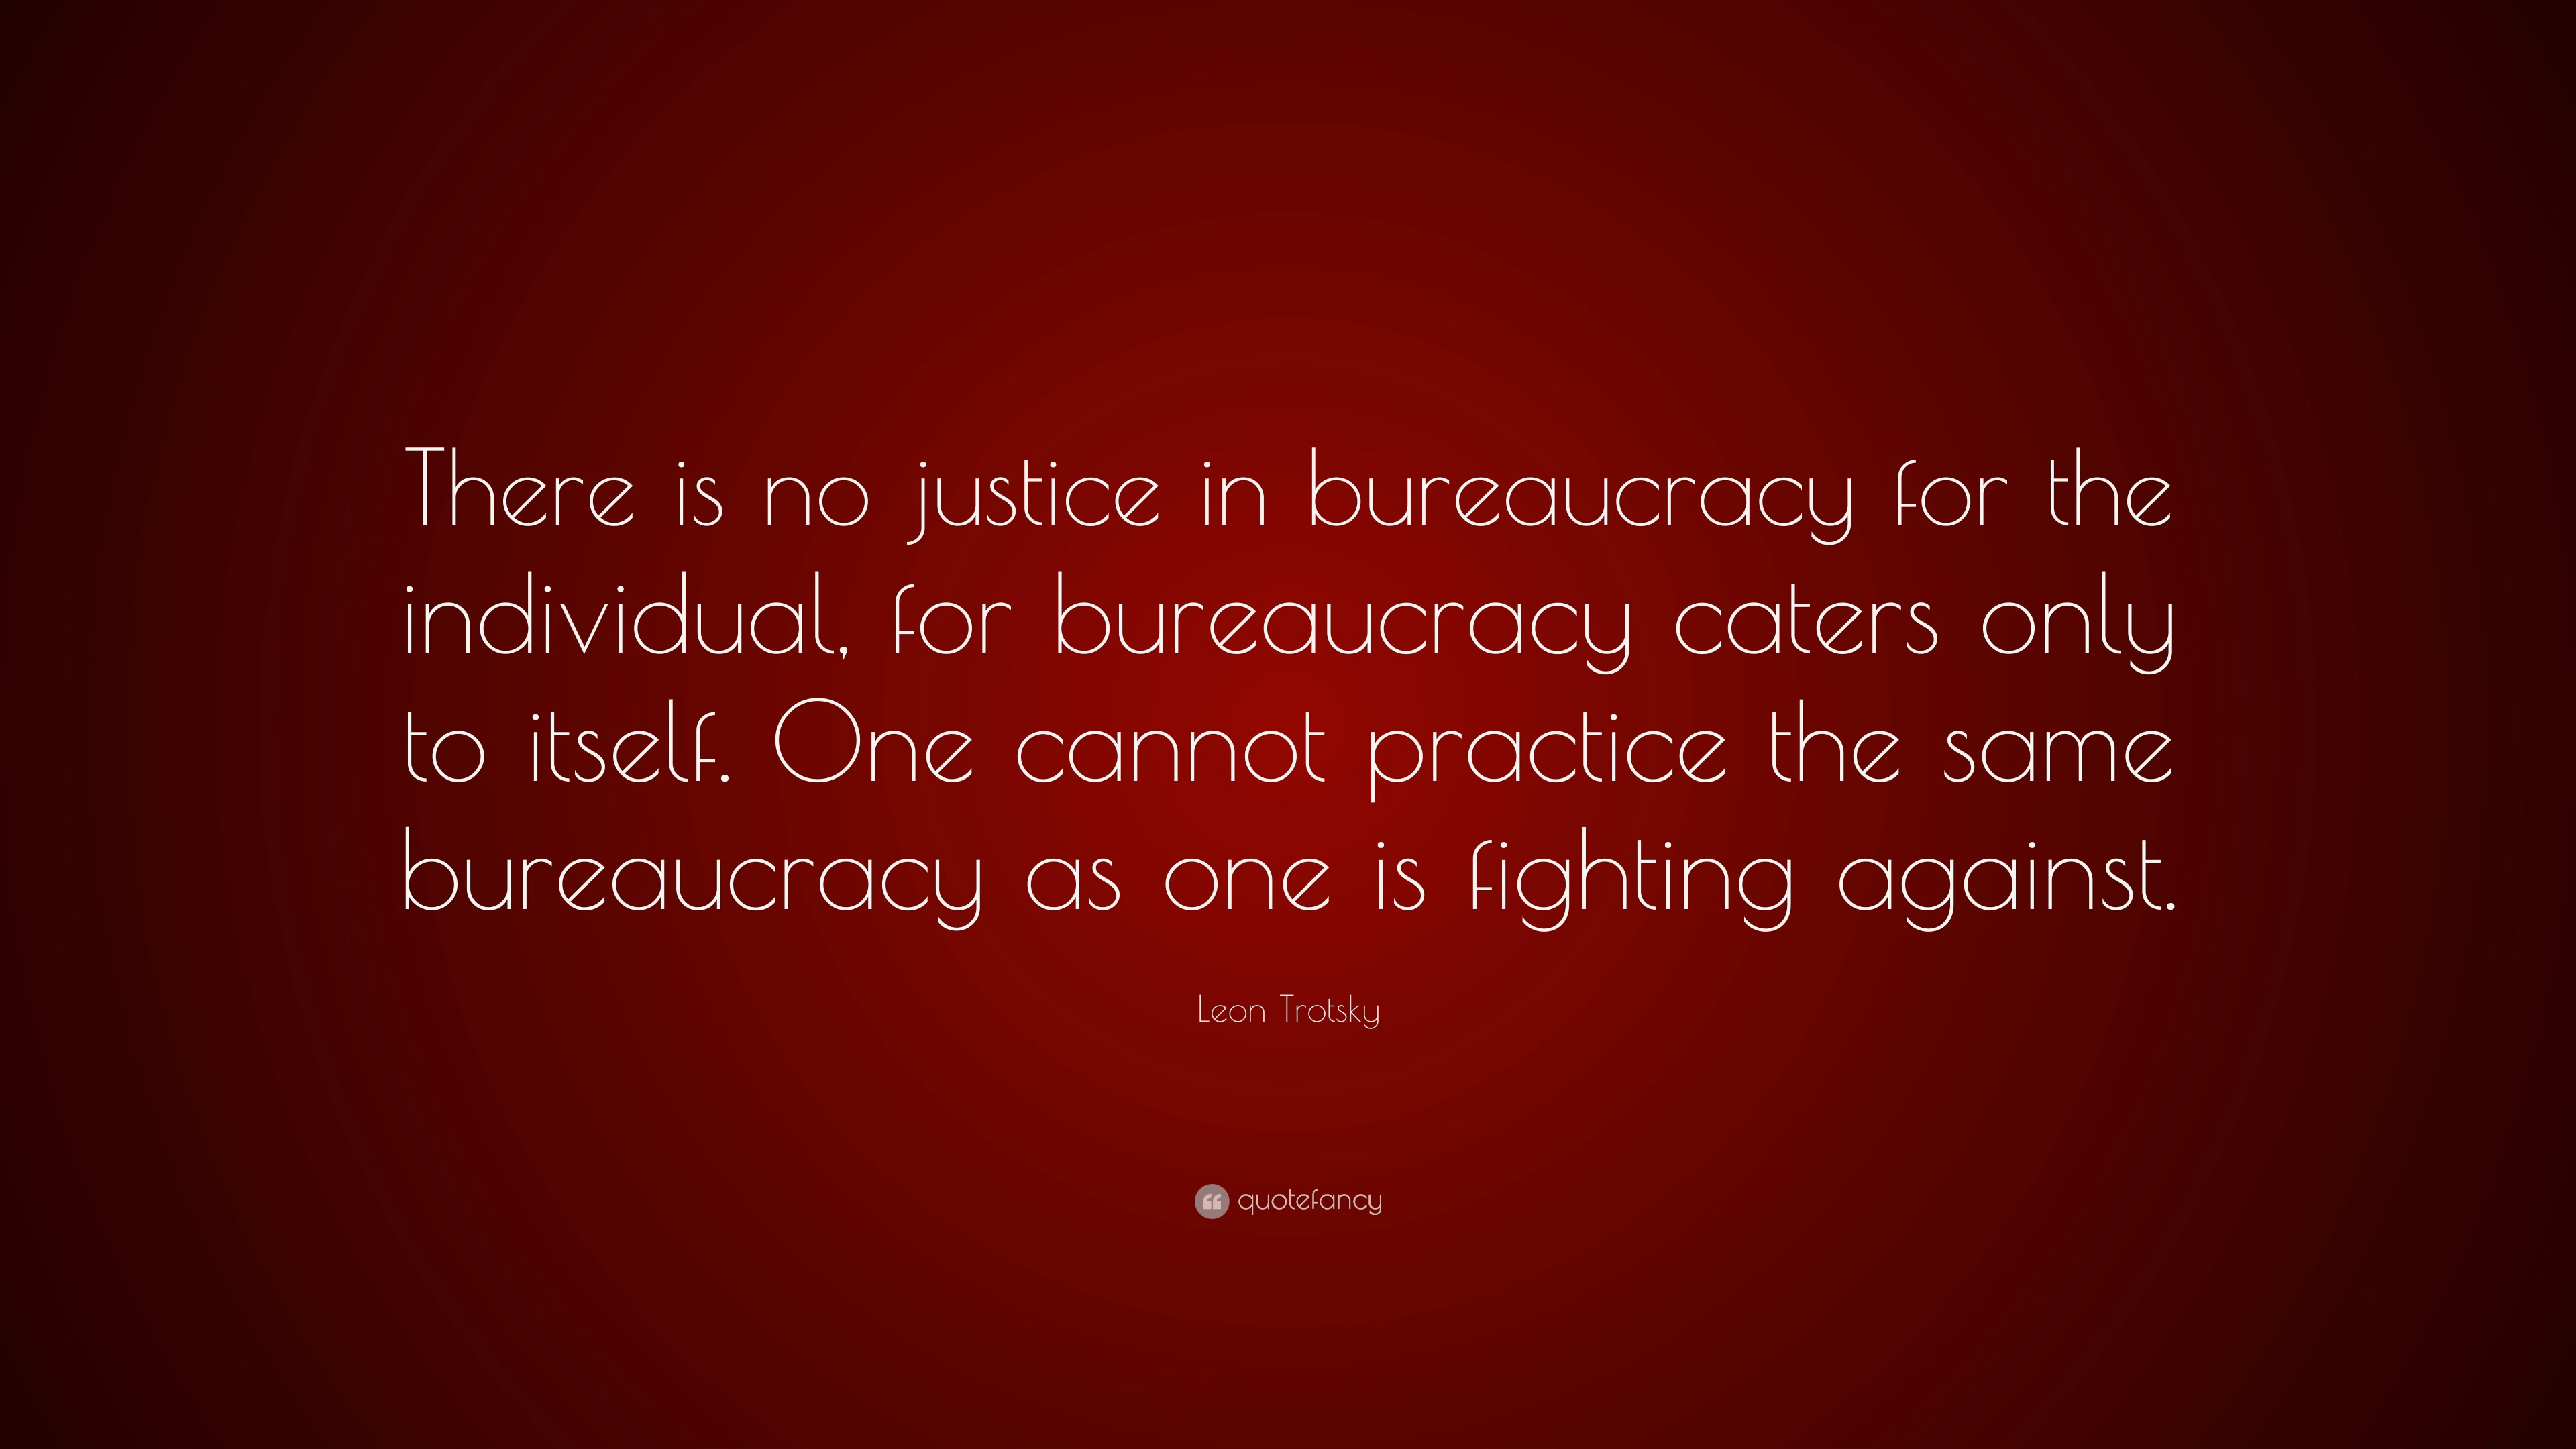 There is no justice in bureaucracy for the
individual, for bureaucracy caters only
to itself. One cannot practice the same
bureaucracy as one is fighting against.
Leon Trotsky
quotefancy